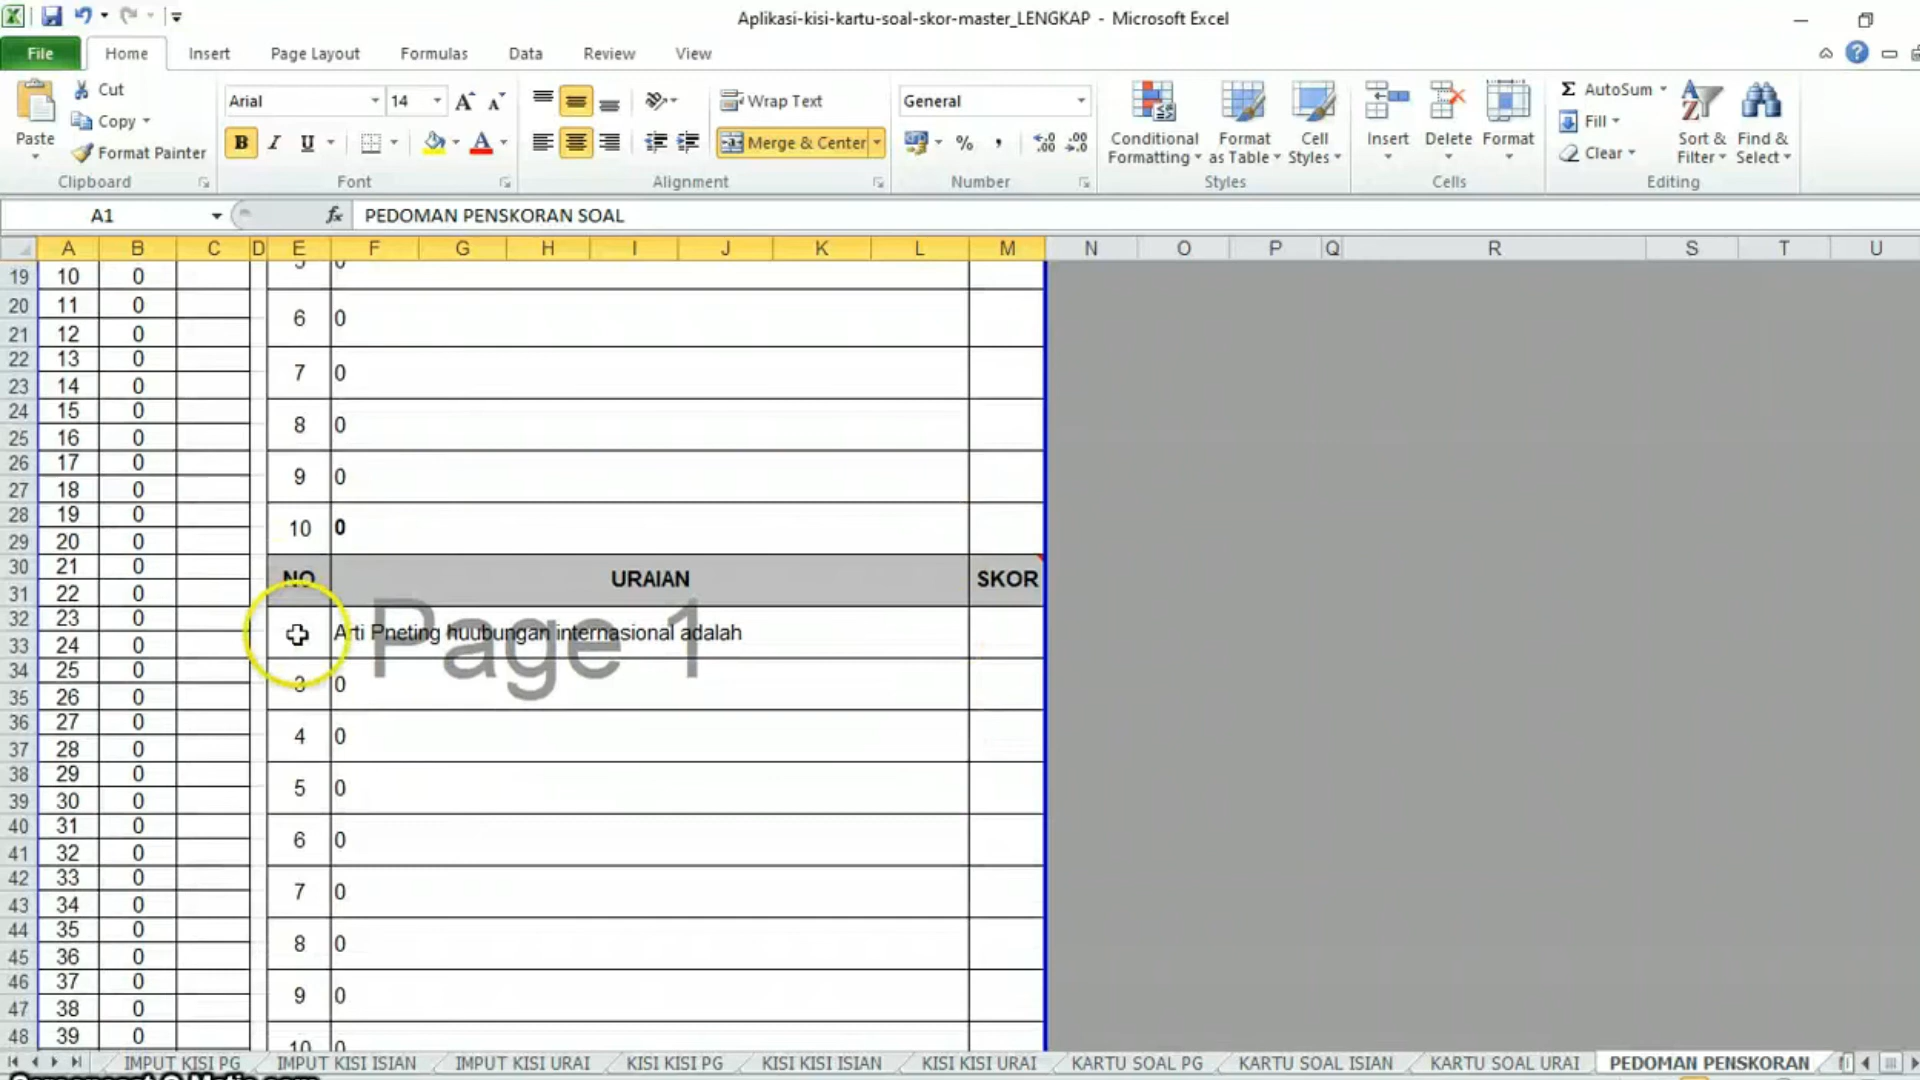 Aplikasi-kisi-kartu-soal-skor-master_LENGKAP - Microsoft Excel
File Home Insert Page Layout Formulas Data Review View
Paste Cut Copy Format Painter
Arial 14
B I U
Wrap Text
Merge & Center
General
% ,
Conditional Formatting
Format as Table
Cell Styles
Insert Delete Format
Σ AutoSum
Fill
Clear
Sort & Filter
Find & Select
Clipboard Font Alignment Number Styles Cells Editing
A1 fx PEDOMAN PENSKORAN SOAL
A B C D E F G H I J K L M N O P Q R S T U
19 10 0
20 11 0 6 0
21 12 0
22 13 0 7 0
23 14 0
24 15 0 8 0
25 16 0
26 17 0 9 0
27 18 0
28 19 0 10 0
29 20 0
30 21 0 NO URAIAN SKOR
31 22 0
32 23 0 Arti Pneting huubungan internasional adalah
33 24 0
Page 1
34 25 0 3 0
35 26 0
36 27 0 4 0
37 28 0
38 29 0 5 0
39 30 0
40 31 0 6 0
41 32 0
42 33 0 7 0
43 34 0
44 35 0 8 0
45 36 0
46 37 0 9 0
47 38 0
48 39 0 10 0
IMPUT KISI PG IMPUT KISI ISIAN IMPUT KISI URAI KISI KISI PG KISI KISI ISIAN KISI KISI URAI KARTU SOAL PG KARTU SOAL ISIAN KARTU SOAL URAI PEDOMAN PENSKORAN